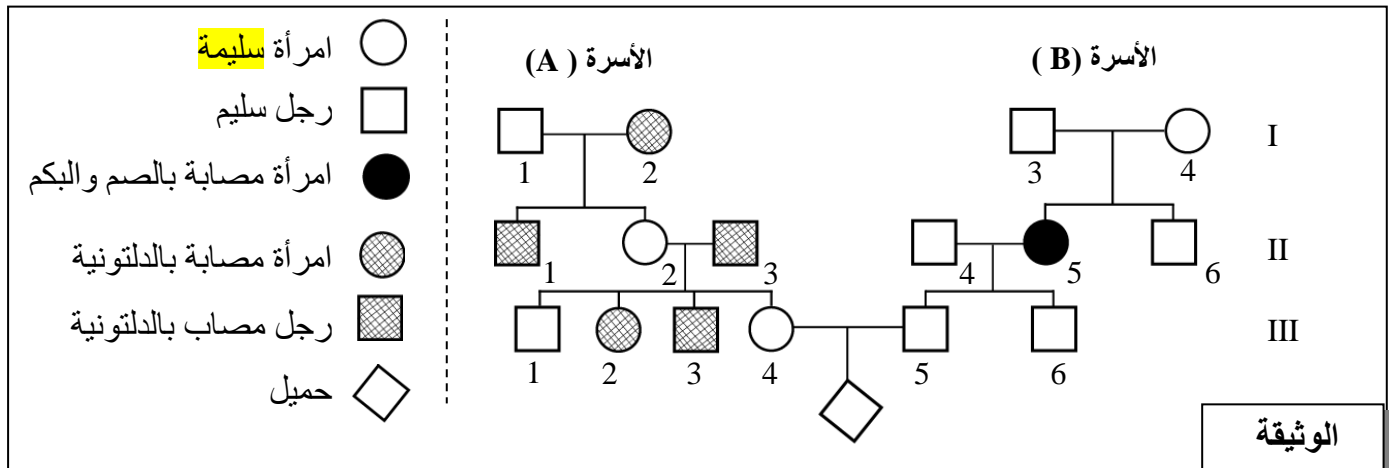 امرأة سليمة
رجل سليم
امرأة مصابة بالصم والبكم
امرأة مصابة بالدلتونية
رجل مصاب بالدلتونية
حميل
الأسرة ( A )
الأسرة ( B )
1 2 3 4 I
1 2 3 4 5 6 II
1 2 3 4 5 6 III
الوثيقة